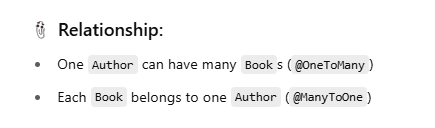 Relationship:
• One Author can have many Books (@OneToMany)
• Each Book belongs to one Author (@ManyToOne)